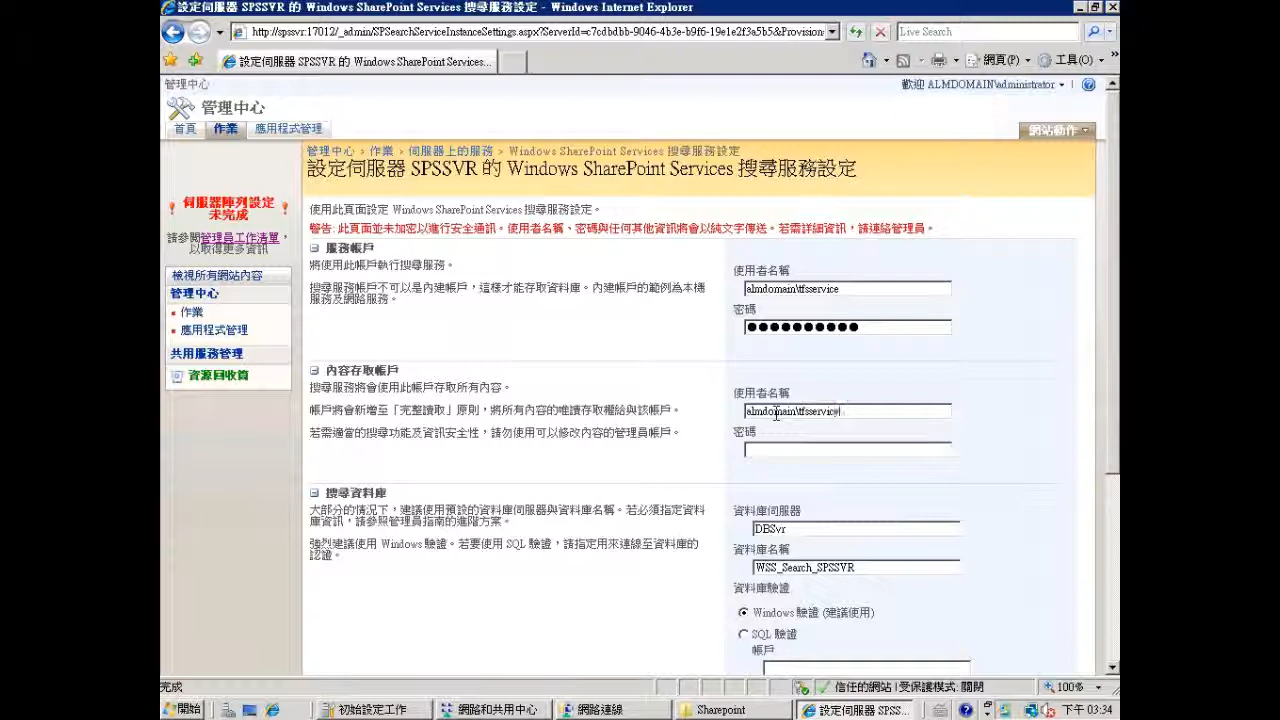 設定伺服器 SPSSVR 的 Windows SharePoint Services 搜尋服務設定 - Windows Internet Explorer
http://spssvr:17012/_admin/SPSearchServiceInstanceSettings.aspx?ServerId=c7cdbdbb-9046-4b3e-b9f6-19e1e2f3a5b5&Provision
Live Search
設定伺服器 SPSSVR 的 Windows SharePoint Services...
網頁(P)
工具(O)
管理中心
歡迎 ALMDOMAIN\administrator
管理中心
首頁
作業
應用程式管理
網站動作
管理中心 > 作業 > 伺服器上的服務 > Windows SharePoint Services 搜尋服務設定
設定伺服器 SPSSVR 的 Windows SharePoint Services 搜尋服務設定
伺服器陣列設定
未完成
請參閱管理員工作清單，
以取得更多資訊
檢視所有網站內容
管理中心
作業
應用程式管理
共用服務管理
資源回收筒
使用此頁面設定 Windows SharePoint Services 搜尋服務設定。
警告: 此頁面並未加密以進行安全通訊。使用者名稱、密碼與任何其他資訊將會以純文字傳送。若需詳細資訊，請連絡管理員。
服務帳戶
將使用此帳戶執行搜尋服務。
搜尋服務帳戶不可以是內建帳戶，這樣才能存取資料庫。內建帳戶的範例為本機
服務及網路服務。
使用者名稱
almdomain\tfsservice
密碼
●●●●●●●●●●
內容存取帳戶
搜尋服務將會使用此帳戶存取所有內容。
帳戶將會新增至「完整讀取」原則，將所有內容的唯讀存取權給與該帳戶。
若需適當的搜尋功能及資訊安全性，請勿使用可以修改內容的管理員帳戶。
使用者名稱
almdomain\tfsservice
密碼
搜尋資料庫
大部分的情況下，建議使用預設的資料庫伺服器與資料庫名稱。若必須指定資料
庫資訊，請參照管理員指南的進階方案。
強烈建議使用 Windows 驗證。若要使用 SQL 驗證，請指定用來連線至資料庫的
認證。
資料庫伺服器
DBSvr
資料庫名稱
WSS_Search_SPSSVR
資料庫驗證
Windows 驗證 (建議使用)
SQL 驗證
帳戶
完成
信任的網站 | 受保護模式: 關閉
100%
開始
初始設定工作
網路和共用中心
網路連線
Sharepoint
設定伺服器 SPSS...
下午 03:34